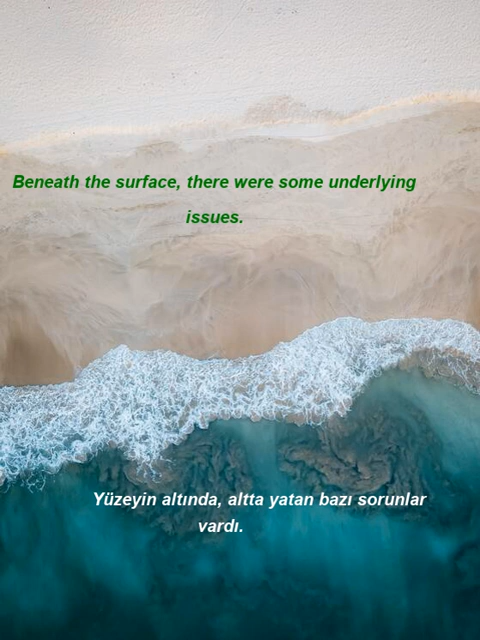 Beneath the surface, there were some underlying
issues.
Yüzeyin altında, altta yatan bazı sorunlar
vardı.